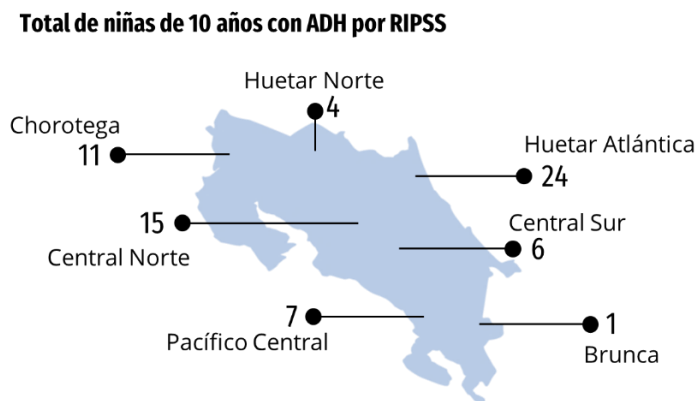 Total de niñas de 10 años con ADH por RIPSS
Huetar Norte
4
Chorotega
11
Huetar Atlántica
24
15
Central Norte
Central Sur
6
7
Pacífico Central
1
Brunca